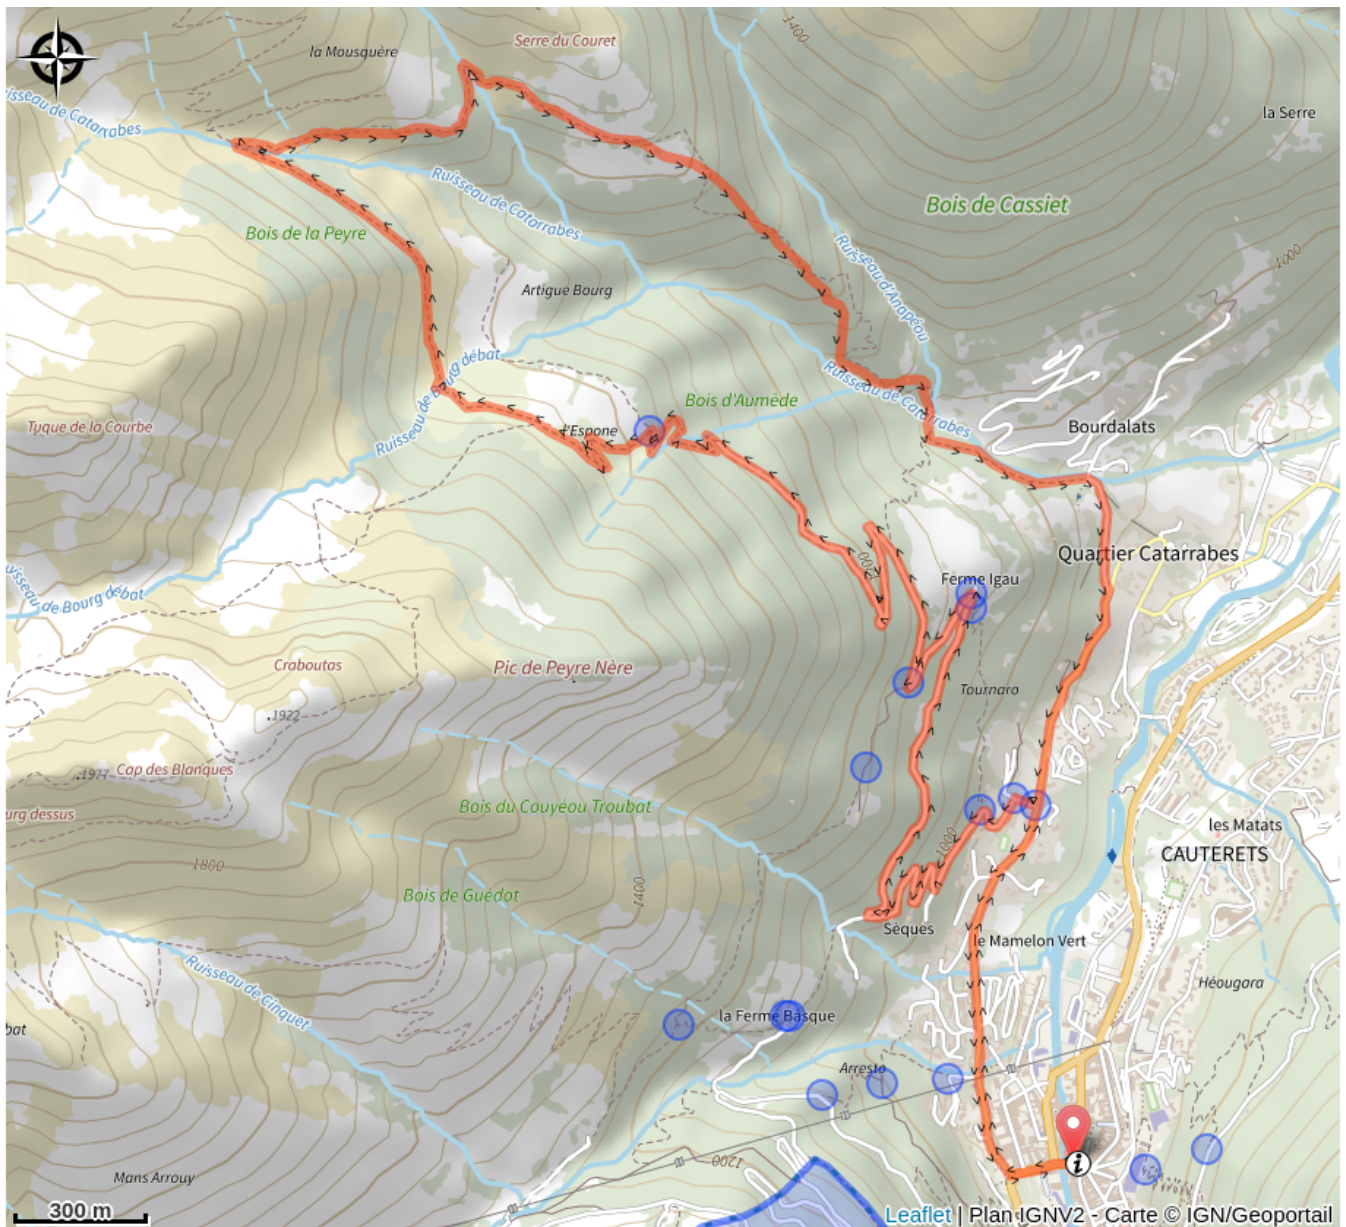 1400
Serre du Couret
la Mousquère
isseau de Catarrabes
la Serre
Ruisseau de Catarrabes
Bois de Cassiet
Bois de la Peyre
Ruisseau d'Anapéou
1000
Artigue Bourg
Ruisseau de Bourg débat
Ruisseau de Catarrabes
Bois d'Aumède
Tuque de la Courbe
l'Espone
Bourdalats
Quartier Catarrabes
1200
Ferme Igau
uisseau de Bourg débat
Craboutas
Pic de Peyre Nère
Tournaro
1922
1977
Cap des Blanques
Bois du Couyéou Troubat
urg dessus
les Matats
1000
CAUTERETS
1800
Bois de Guédot
1400
Sèques
le Mamelon Vert
Ruisseau de Cinquet
Héougara
bat
la Ferme Basque
Arresto
1200
Mans Arrouy
i
300 m
Leaflet | Plan IGNV2 - Carte © IGN/Geoportail